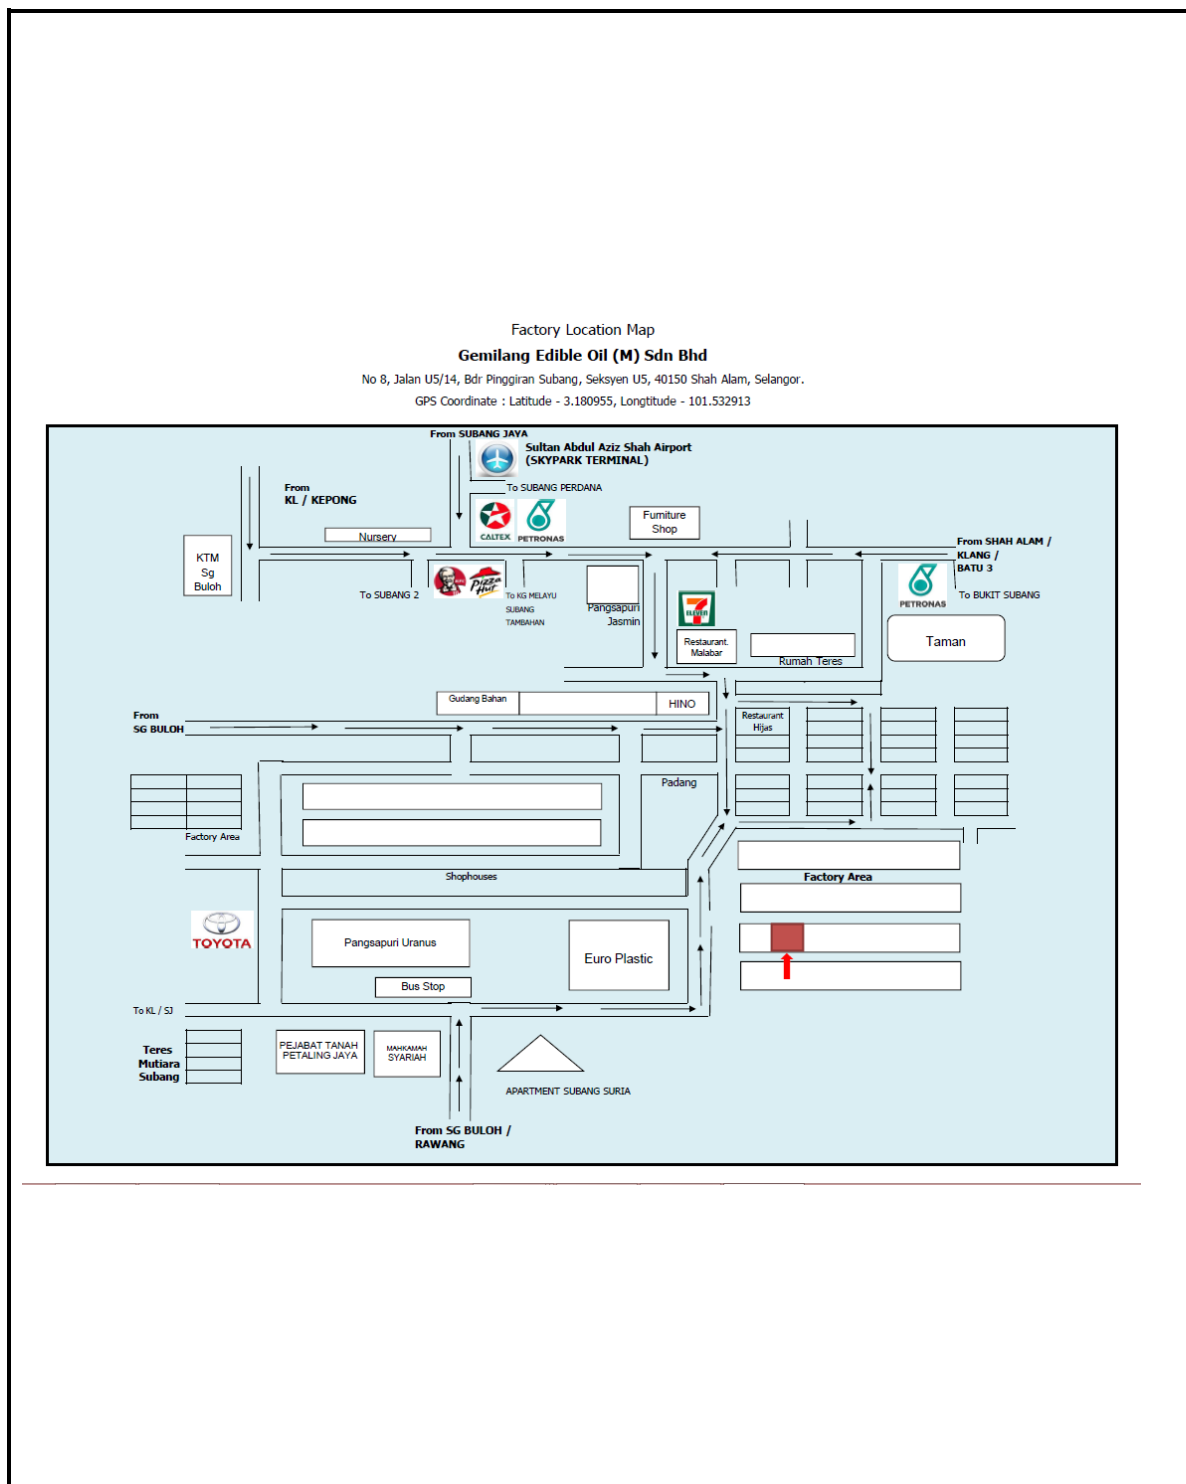 Factory Location Map
Gemilang Edible Oil (M) Sdn Bhd
No 8, Jalan U5/14, Bdr Pinggiran Subang, Seksyen U5, 40150 Shah Alam, Selangor.
GPS Coordinate : Latitude - 3.180955, Longtitude - 101.532913
From SUBANG JAYA
Sultan Abdul Aziz Shah Airport
(SKYPARK TERMINAL)
From
KL / KEPONG
To SUBANG PERDANA
CALTEX
PETRONAS
Furniture
Shop
Nursery
KTM
Sg
Buloh
From SHAH ALAM /
KLANG /
BATU 3
To SUBANG 2
KFC
Pizza
Hut
To KG MELAYU
SUBANG
TAMBAHAN
Pangsapuri
Jasmin
7
ELEVEN
PETRONAS
To BUKIT SUBANG
Restaurant.
Malabar
Rumah Teres
Taman
Gudang Bahan
HINO
From
SG BULOH
Restaurant
Hijas
Padang
Factory Area
Shophouses
Factory Area
TOYOTA
Pangsapuri Uranus
Euro Plastic
Bus Stop
To KL / SJ
Teres
Mutiara
Subang
PEJABAT TANAH
PETALING JAYA
MAHKAMAH
SYARIAH
APARTMENT SUBANG SURIA
From SG BULOH /
RAWANG